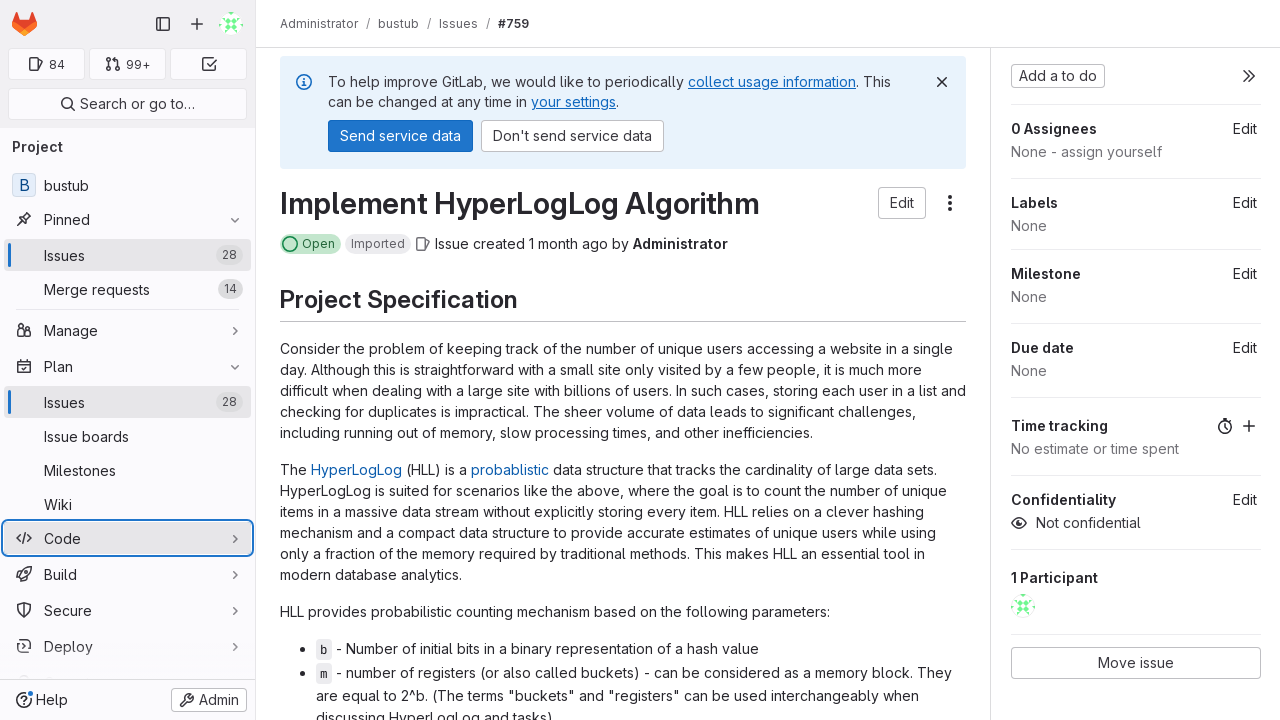 Administrator / bustub / Issues / #759
84
99+
Search or go to…
Project
B bustub
Pinned
Issues 28
Merge requests 14
Manage
Plan
Issues 28
Issue boards
Milestones
Wiki
Code
Build
Secure
Deploy
Help
Admin
To help improve GitLab, we would like to periodically collect usage information. This
can be changed at any time in your settings.
Send service data
Don't send service data
Implement HyperLogLog Algorithm
Edit
Open Imported Issue created 1 month ago by Administrator
Project Specification
Consider the problem of keeping track of the number of unique users accessing a website in a single
day. Although this is straightforward with a small site only visited by a few people, it is much more
difficult when dealing with a large site with billions of users. In such cases, storing each user in a list and
checking for duplicates is impractical. The sheer volume of data leads to significant challenges,
including running out of memory, slow processing times, and other inefficiencies.
The HyperLogLog (HLL) is a probablistic data structure that tracks the cardinality of large data sets.
HyperLogLog is suited for scenarios like the above, where the goal is to count the number of unique
items in a massive data stream without explicitly storing every item. HLL relies on a clever hashing
mechanism and a compact data structure to provide accurate estimates of unique users while using
only a fraction of the memory required by traditional methods. This makes HLL an essential tool in
modern database analytics.
HLL provides probabilistic counting mechanism based on the following parameters:
b - Number of initial bits in a binary representation of a hash value
m - number of registers (or also called buckets) - can be considered as a memory block. They
are equal to 2^b. (The terms "buckets" and "registers" can be used interchangeably when
discussing HyperLogLog and tasks)
Add a to do
0 Assignees Edit
None - assign yourself
Labels Edit
None
Milestone Edit
None
Due date Edit
None
Time tracking
No estimate or time spent
Confidentiality Edit
Not confidential
1 Participant
Move issue